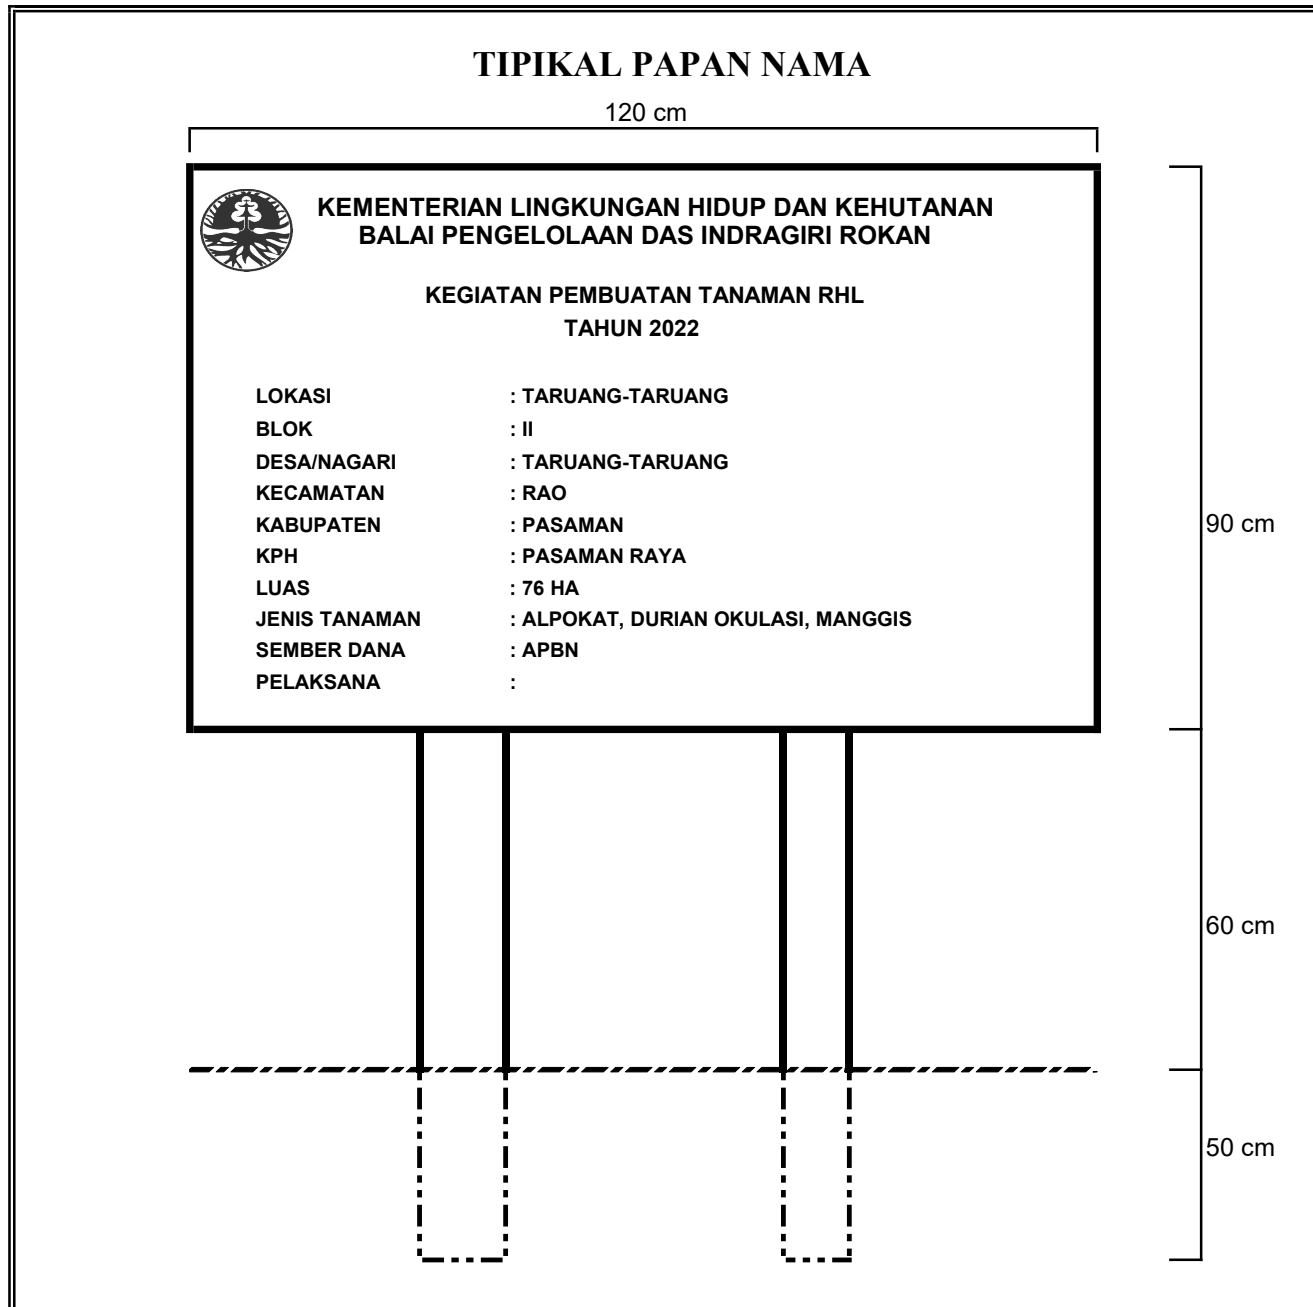 TIPIKAL PAPAN NAMA
120 cm
KEMENTERIAN LINGKUNGAN HIDUP DAN KEHUTANAN
BALAI PENGELOLAAN DAS INDRAGIRI ROKAN
KEGIATAN PEMBUATAN TANAMAN RHL
TAHUN 2022
LOKASI : TARUANG-TARUANG
BLOK : II
DESA/NAGARI : TARUANG-TARUANG
KECAMATAN : RAO
KABUPATEN : PASAMAN
KPH : PASAMAN RAYA
LUAS : 76 HA
JENIS TANAMAN : ALPOKAT, DURIAN OKULASI, MANGGIS
SEMBER DANA : APBN
PELAKSANA :
90 cm
60 cm
50 cm